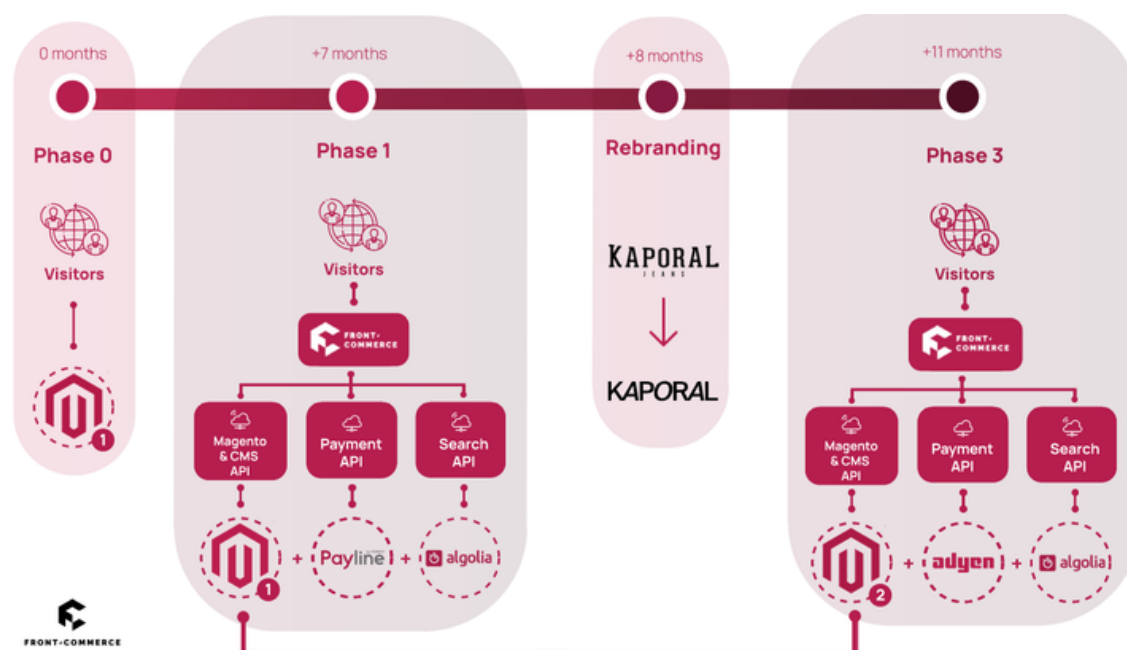 0 months
Phase 0
Visitors
1
+7 months
Phase 1
Visitors
FRONT-
COMMERCE
Magento
& CMS
API
Payment
API
Search
API
1
+
Payline
+
algolia
+8 months
Rebranding
KAPORAL
JEANS
KAPORAL
+11 months
Phase 3
Visitors
FRONT-
COMMERCE
Magento
& CMS
API
Payment
API
Search
API
2
+
adyen
+
algolia
FRONT-COMMERCE